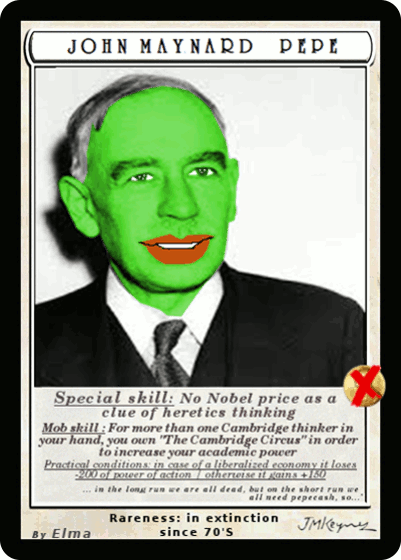 JOHN MAYNARD PEPE
Special skill: No Nobel price as a
clue of heretics thinking
Mob skill : For more than one Cambridge thinker in
your hand, you own "The Cambridge Circus" in order
to increase your academic power
Practical conditions: in case of a liberalized economy it loses
-200 of power of action / otherwise it gains +150
... in the long run we are all dead, but on the short run we
all need pepecash, so...'
Rareness: in extinction
since 70'S
By Elma
JMKeynes